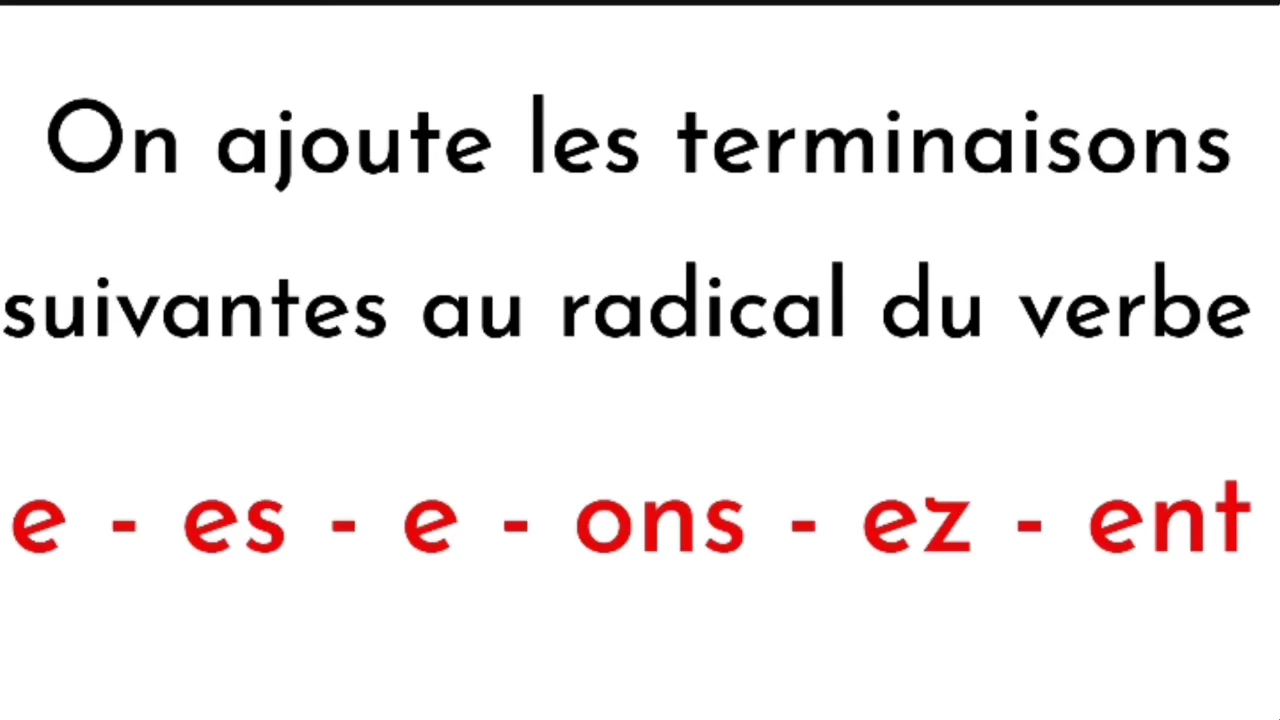 On ajoute les terminaisons
suivantes au radical du verbe
e - es - e - ons - ez - ent